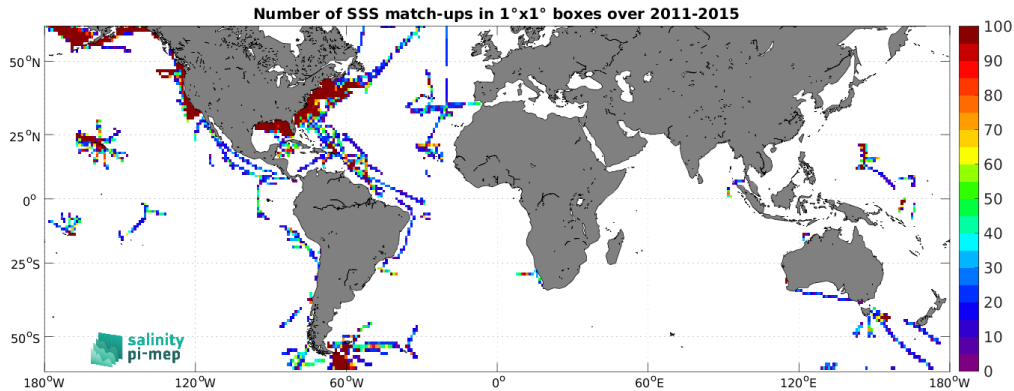 Number of SSS match-ups in 1°x1° boxes over 2011-2015
50°N
25°N
0°
25°S
50°S
180°W
120°W
60°W
0°
60°E
120°E
180°W
100
90
80
70
60
50
40
30
20
10
0
salinity
pi-mep